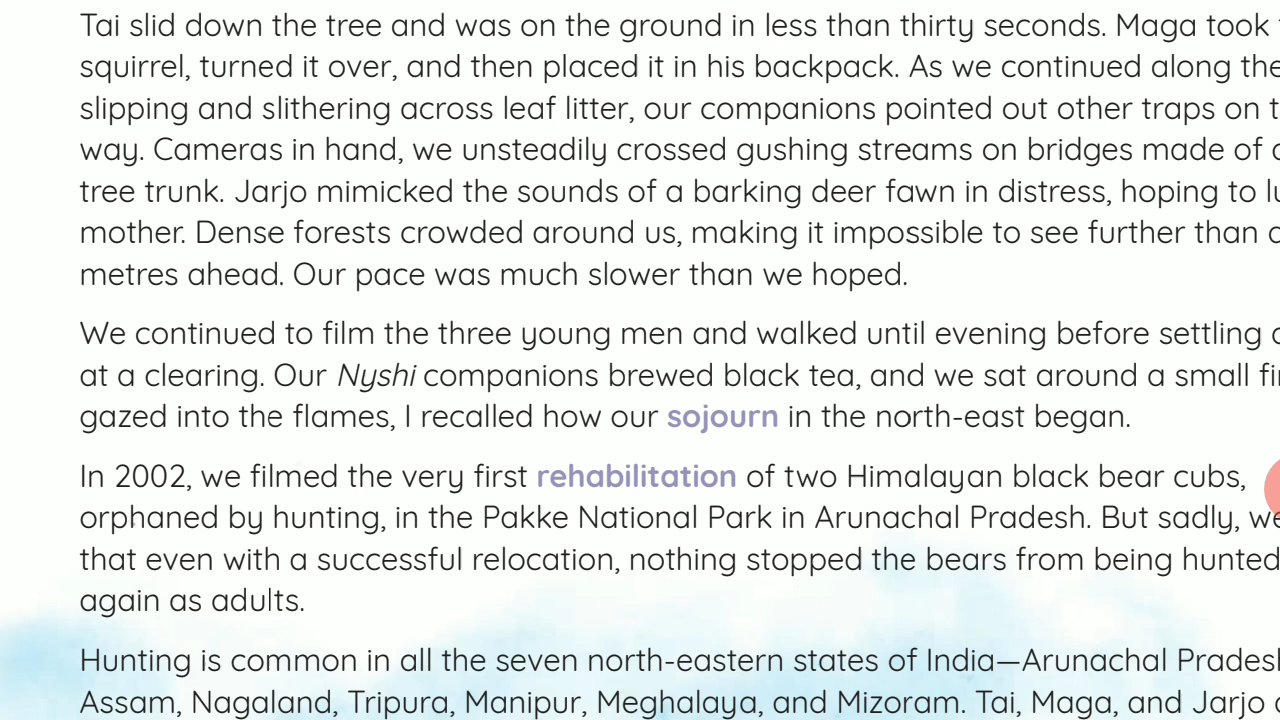 Tai slid down the tree and was on the ground in less than thirty seconds. Maga took
squirrel, turned it over, and then placed it in his backpack. As we continued along the
slipping and slithering across leaf litter, our companions pointed out other traps on
way. Cameras in hand, we unsteadily crossed gushing streams on bridges made of
tree trunk. Jarjo mimicked the sounds of a barking deer fawn in distress, hoping to
mother. Dense forests crowded around us, making it impossible to see further than
metres ahead. Our pace was much slower than we hoped.
We continued to film the three young men and walked until evening before settling
at a clearing. Our Nyshi companions brewed black tea, and we sat around a small
gazed into the flames, I recalled how our sojourn in the north-east began.
In 2002, we filmed the very first rehabilitation of two Himalayan black bear cubs,
orphaned by hunting, in the Pakke National Park in Arunachal Pradesh. But sadly,
that even with a successful relocation, nothing stopped the bears from being hunted
again as adults.
Hunting is common in all the seven north-eastern states of India—Arunachal Pradesh
Assam, Nagaland, Tripura, Manipur, Meghalaya, and Mizoram. Tai, Maga, and Jarjo